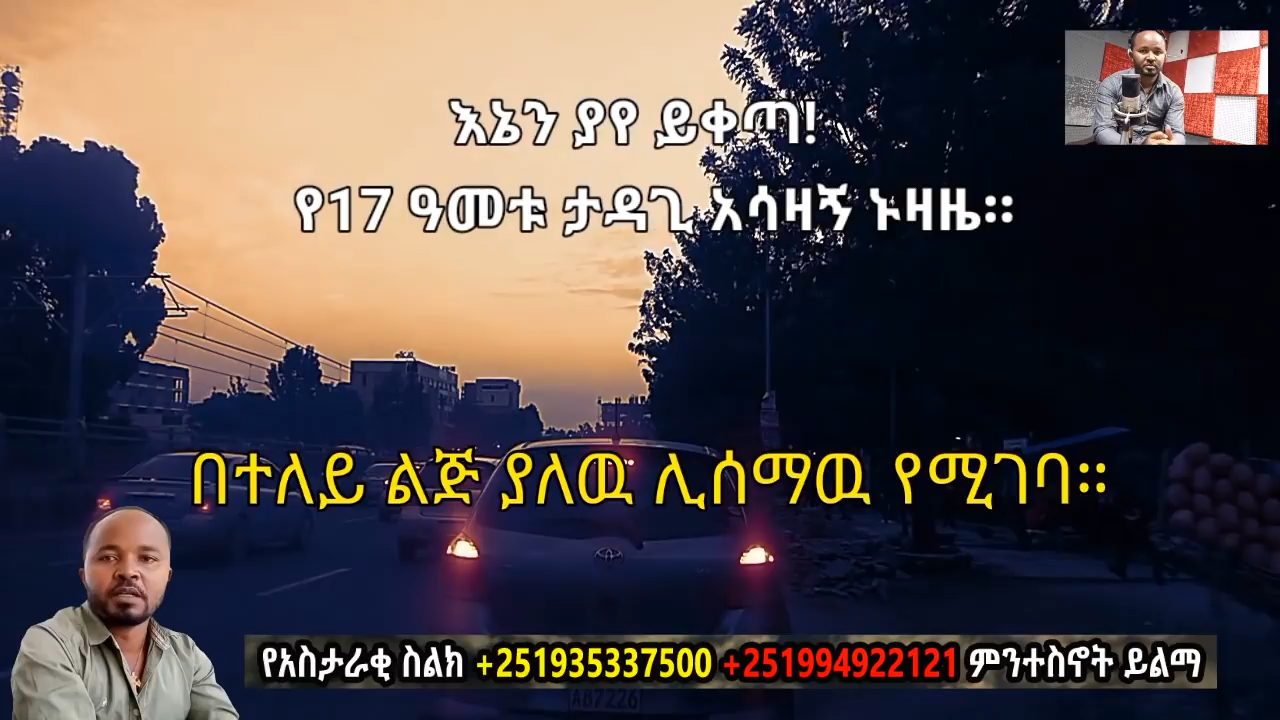 እኔን ያየ ይቀጣ!
የ17 ዓመቱ ታዳጊ አሳዛኝ ኑዛዜ።
በተለይ ልጅ ያለዉ ሊሰማዉ የሚገባ።
የአስታራቂ ስልክ +251935337500 +251994922121 ምንተስኖት ይልማ
AB7226